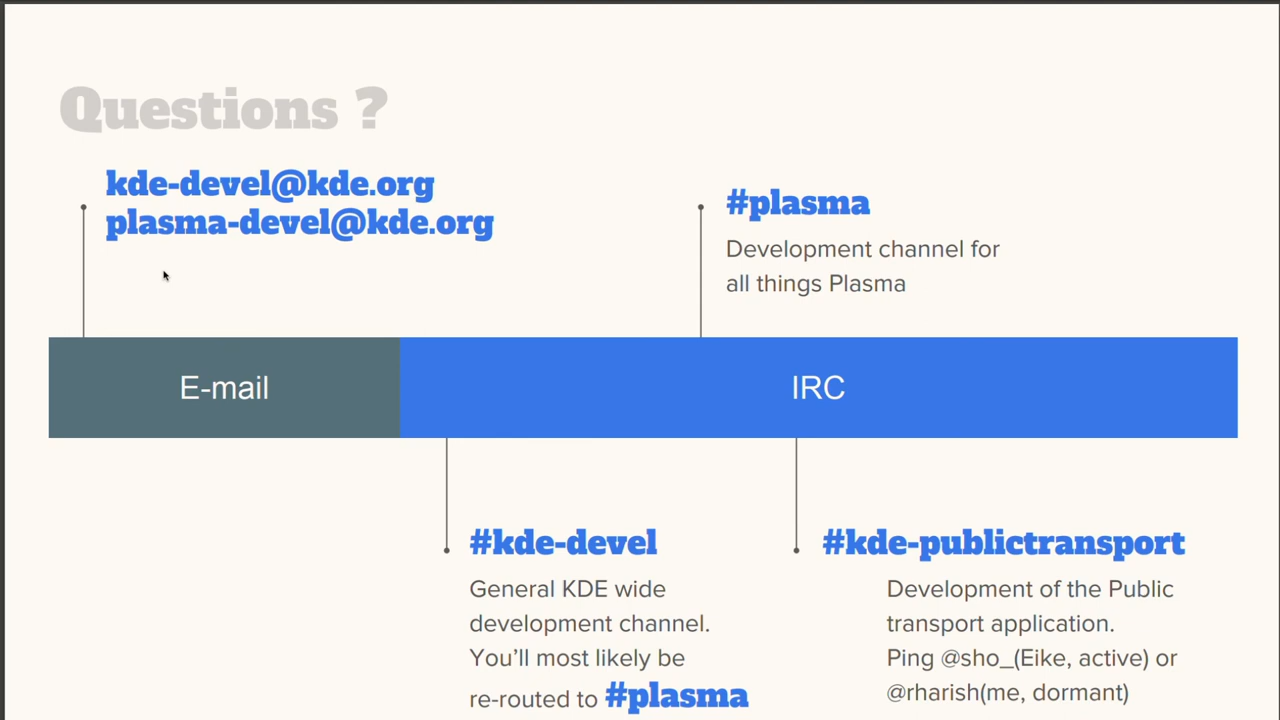 Questions ?
kde-devel@kde.org
plasma-devel@kde.org
#plasma
Development channel for
all things Plasma
E-mail
IRC
#kde-devel
General KDE wide
development channel.
You’ll most likely be
re-routed to #plasma
#kde-publictransport
Development of the Public
transport application.
Ping @sho_(Eike, active) or
@rharish(me, dormant)